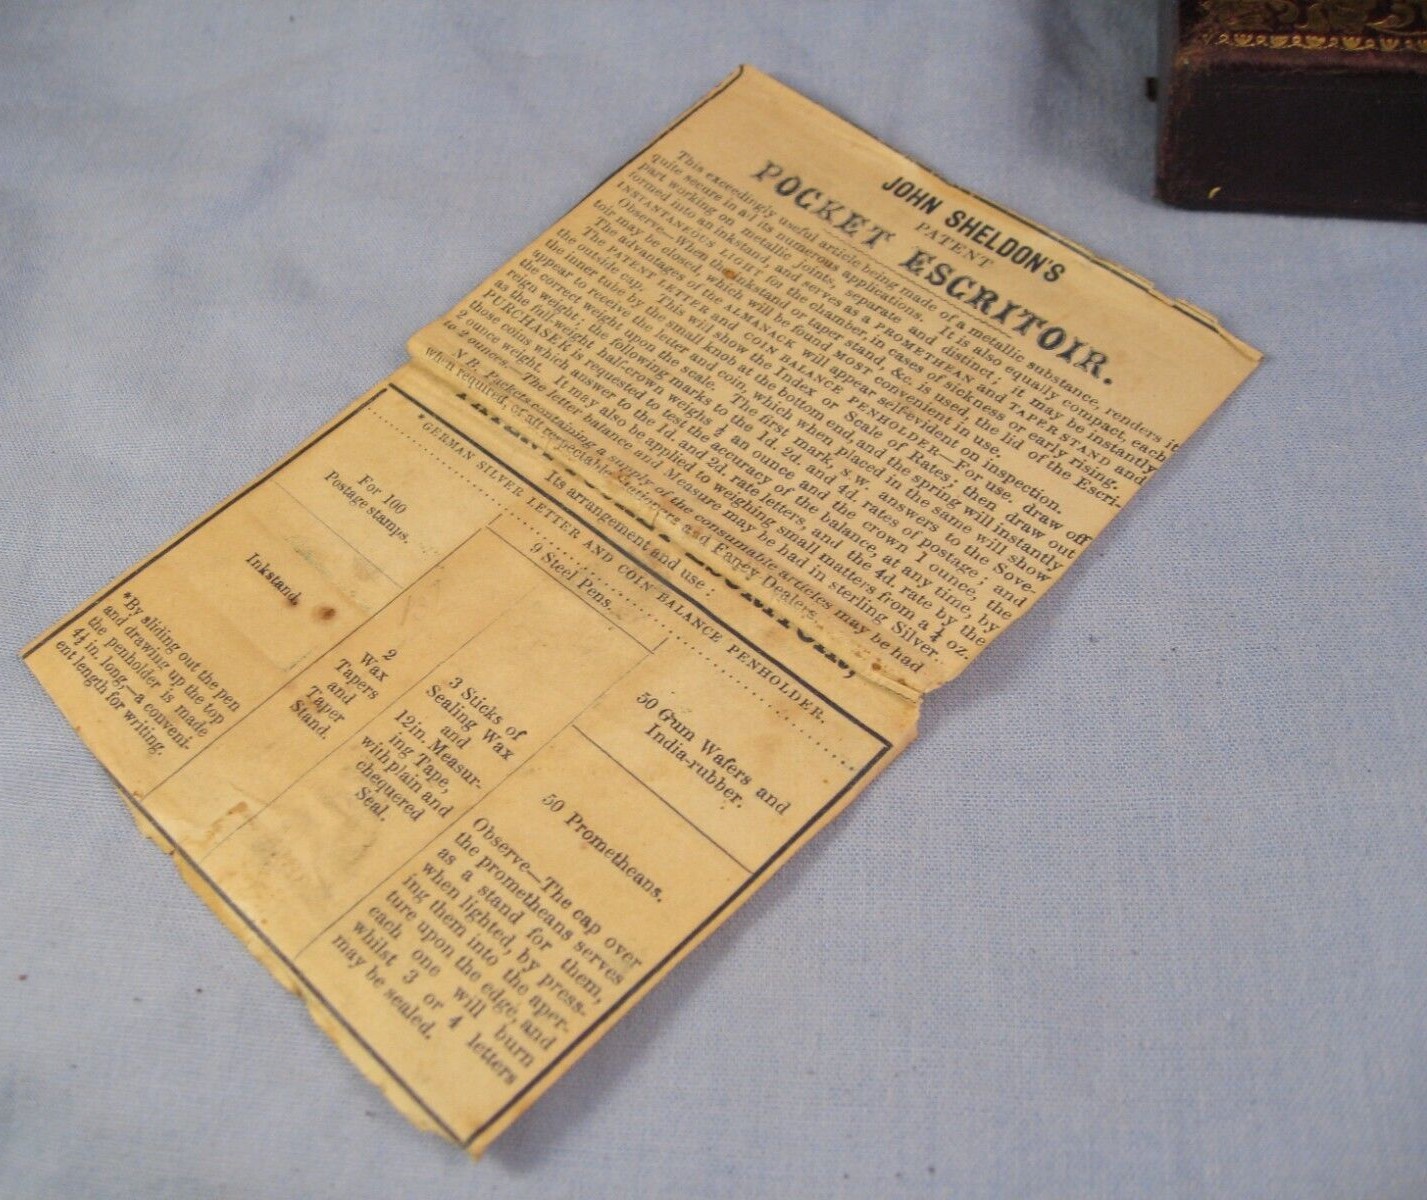 JOHN SHELDON'S
PATENT
POCKET ESCRITOIR.
This exceedingly useful article being made of a metallic substance, renders it
quite secure in all its numerous applications. It is also equally compact, each
part working on metallic joints, separate and distinct; it may be instantly
formed into an inkstand, and serves as a PROMETHEAN and TAPER STAND and
INSTANTANEOUS LIGHT for the chamber in cases of sickness or early rising.
Observe—When the inkstand or taper stand, &c. is used, the lid of the Escri-
toir may be closed, which will be found MOST convenient in use.
The advantages of the ALMANACK will appear self-evident on inspection.
The PATENT LETTER and COIN BALANCE PENHOLDER—For use, draw off
the outside cap. This will show the Index or Scale of Rates; then draw out
the inner tube by the small knob at the bottom end, and the spring will instantly
appear to receive the letter and coin, which when placed in the same will show
the correct weight upon the scale. The first mark, s.w. answers to the Sove-
reign weight; the following marks to the 1d. 2d. and 4d. rates of postage; and
as the full-weight half-crown weighs ½ an ounce and the crown 1 ounce, the
PURCHASER is requested to test the accuracy of the balance, at any time, by
those coins which answer to the 1d. and 2d. rate letters, and the 4d. rate by the
2 ounce weight. It may also be applied to weighing small matters from a ¼ oz.
to 2 ounces.—The letter balance and Measure may be had in sterling Silver.
N.B. Packets containing a supply of the consumable articles may be had
when required, of all respectable Stationers and Fancy Dealers.
Its arrangement and use;
GERMAN SILVER LETTER AND COIN BALANCE PENHOLDER.
For 100
Postage stamps.
9 Steel Pens.
50 Gum Wafers and
India-rubber.
Inkstand.
2
Wax
Tapers
and
Taper
Stand.
3 Sticks of
Sealing Wax
and
12in. Measur-
ing Tape,
with plain and
chequered
Seal.
50 Prometheans.
*By sliding out the pen
and drawing up the top
the penholder is made
4½ in. long,—a conveni-
ent length for writing.
Observe—The cap over
the prometheans serves
as a stand for them,
when lighted, by press-
ing them into the aper-
ture upon the edge, and
each one will burn
whilst 3 or 4 letters
may be sealed.